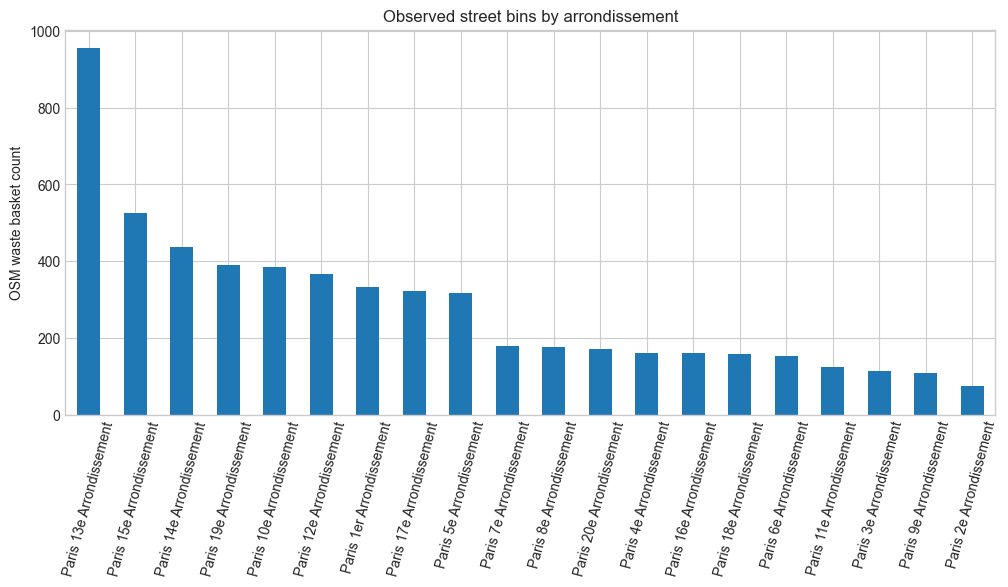 Observed street bins by arrondissement
OSM waste basket count
1000
800
600
400
200
0
Paris 13e Arrondissement
Paris 15e Arrondissement
Paris 14e Arrondissement
Paris 19e Arrondissement
Paris 10e Arrondissement
Paris 12e Arrondissement
Paris 1er Arrondissement
Paris 17e Arrondissement
Paris 5e Arrondissement
Paris 7e Arrondissement
Paris 8e Arrondissement
Paris 20e Arrondissement
Paris 4e Arrondissement
Paris 16e Arrondissement
Paris 18e Arrondissement
Paris 6e Arrondissement
Paris 11e Arrondissement
Paris 3e Arrondissement
Paris 9e Arrondissement
Paris 2e Arrondissement